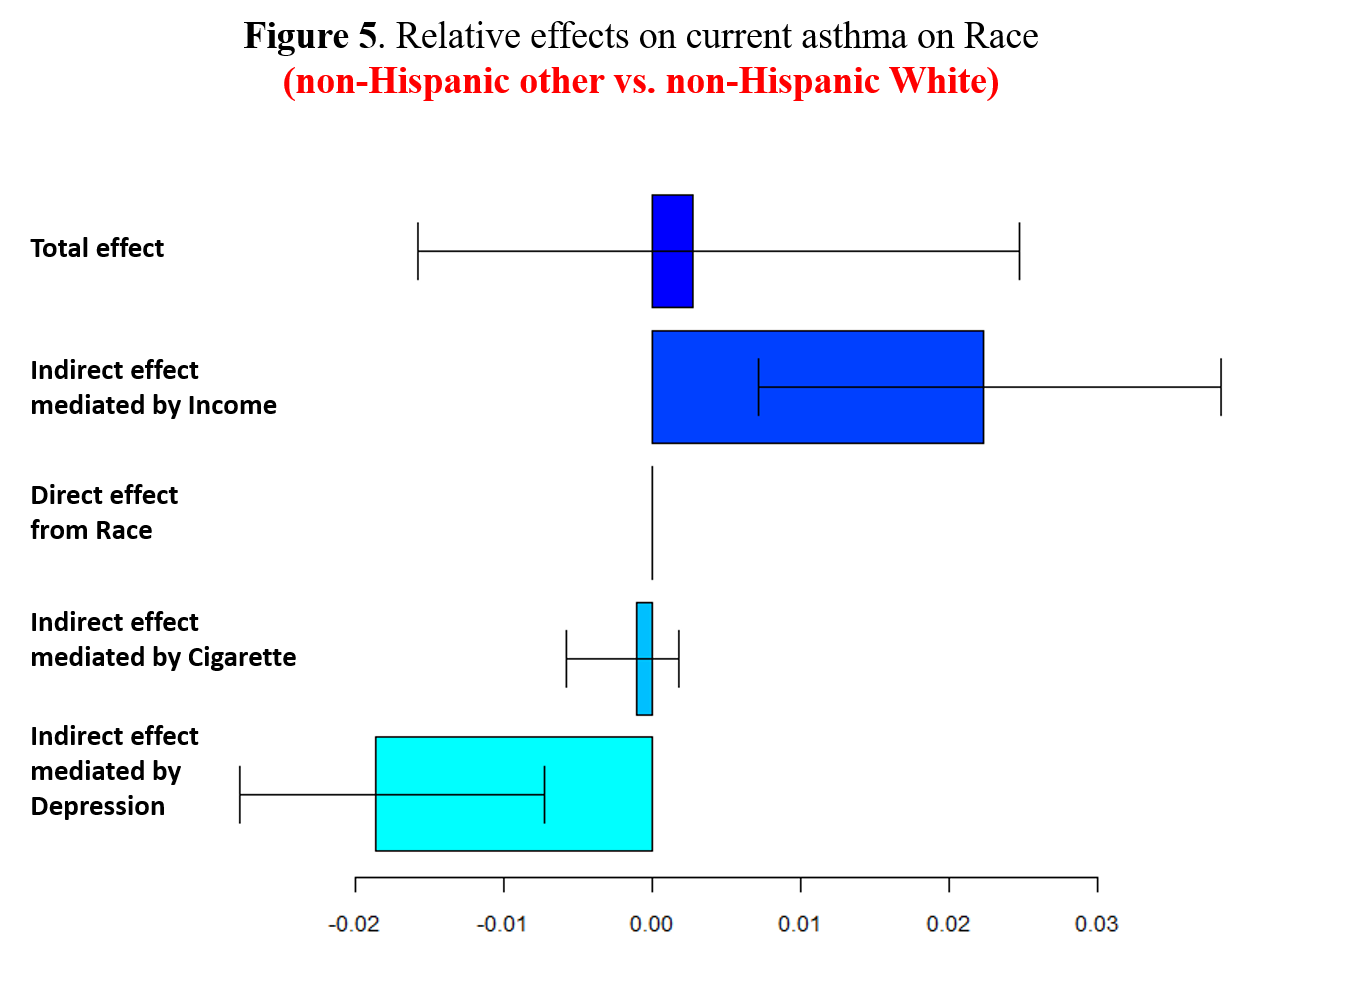 Figure 5. Relative effects on current asthma on Race
(non-Hispanic other vs. non-Hispanic White)
Total effect
Indirect effect
mediated by Income
Direct effect
from Race
Indirect effect
mediated by Cigarette
Indirect effect
mediated by
Depression
-0.02 -0.01 0.00 0.01 0.02 0.03